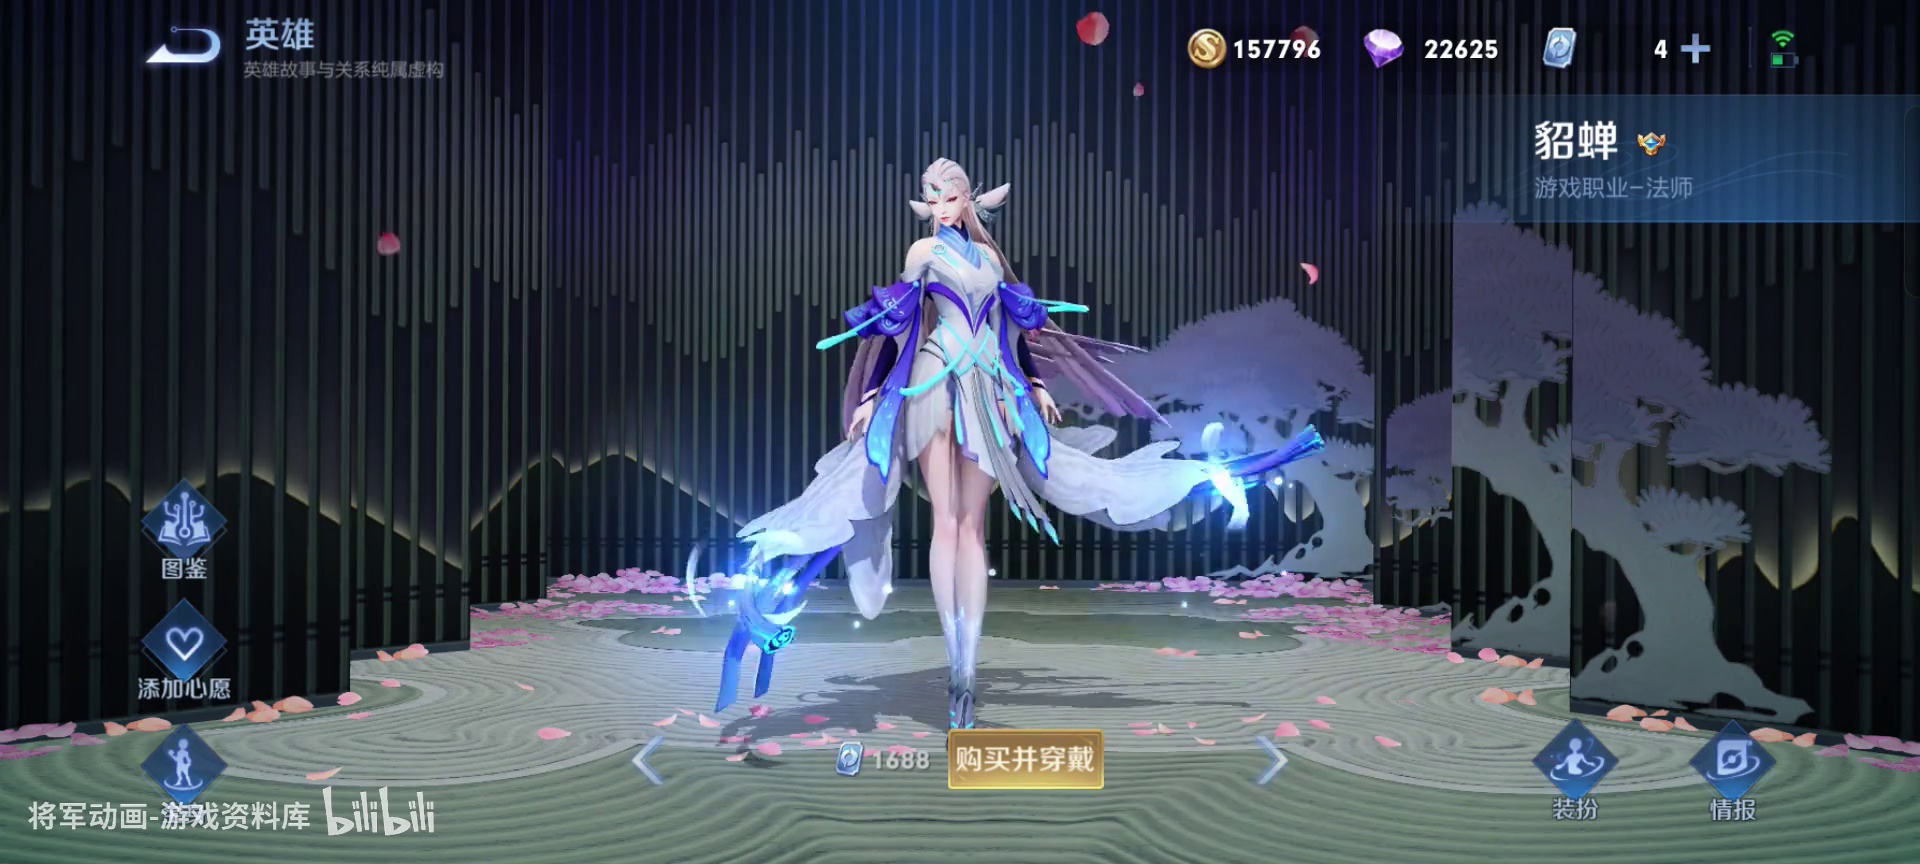 英雄
英雄故事与关系纯属虚构
157796
22625
4
貂蝉
游戏职业-法师
图鉴
添加心愿
1688
购买并穿戴
装扮
情报
将军动画-游戏资料库 bilibili